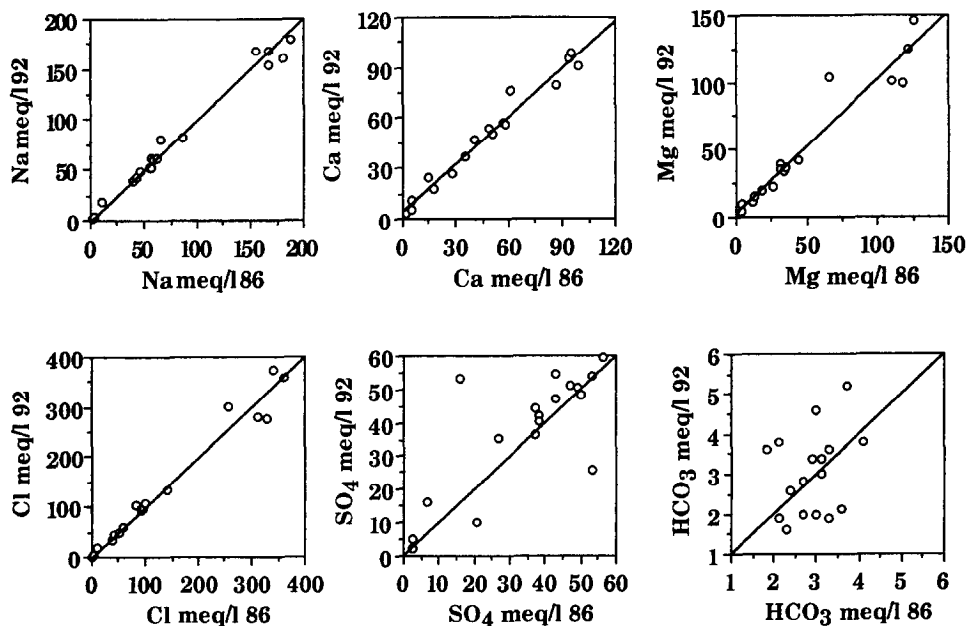 200
150
100
50
0
Na meq/l 92
0 50 100 150 200
Na meq/l 86
120
90
60
30
0
Ca meq/l 92
0 30 60 90 120
Ca meq/l 86
150
100
50
0
Mg meq/l 92
0 50 100 150
Mg meq/l 86
400
300
200
100
0
Cl meq/l 92
0 100 200 300 400
Cl meq/l 86
60
50
40
30
20
10
0
SO4 meq/l 92
0 10 20 30 40 50 60
SO4 meq/l 86
6
5
4
3
2
1
HCO3 meq/l 92
1 2 3 4 5 6
HCO3 meq/l 86